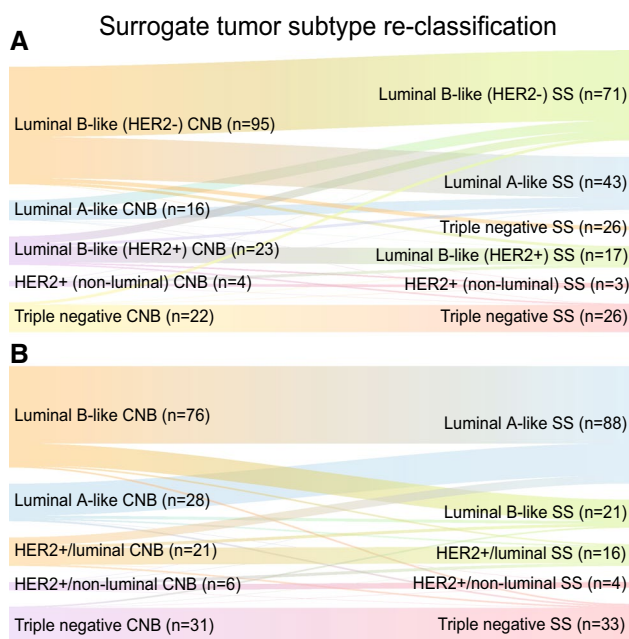 Surrogate tumor subtype re-classification
A
Luminal B-like (HER2-) SS (n=71)
Luminal B-like (HER2-) CNB (n=95)
Luminal A-like SS (n=43)
Luminal A-like CNB (n=16)
Triple negative SS (n=26)
Luminal B-like (HER2+) CNB (n=23)
Luminal B-like (HER2+) SS (n=17)
HER2+ (non-luminal) CNB (n=4)
HER2+ (non-luminal) SS (n=3)
Triple negative CNB (n=22)
Triple negative SS (n=26)
B
Luminal B-like CNB (n=76)
Luminal A-like SS (n=88)
Luminal A-like CNB (n=28)
Luminal B-like SS (n=21)
HER2+/luminal CNB (n=21)
HER2+/luminal SS (n=16)
HER2+/non-luminal CNB (n=6)
HER2+/non-luminal SS (n=4)
Triple negative CNB (n=31)
Triple negative SS (n=33)